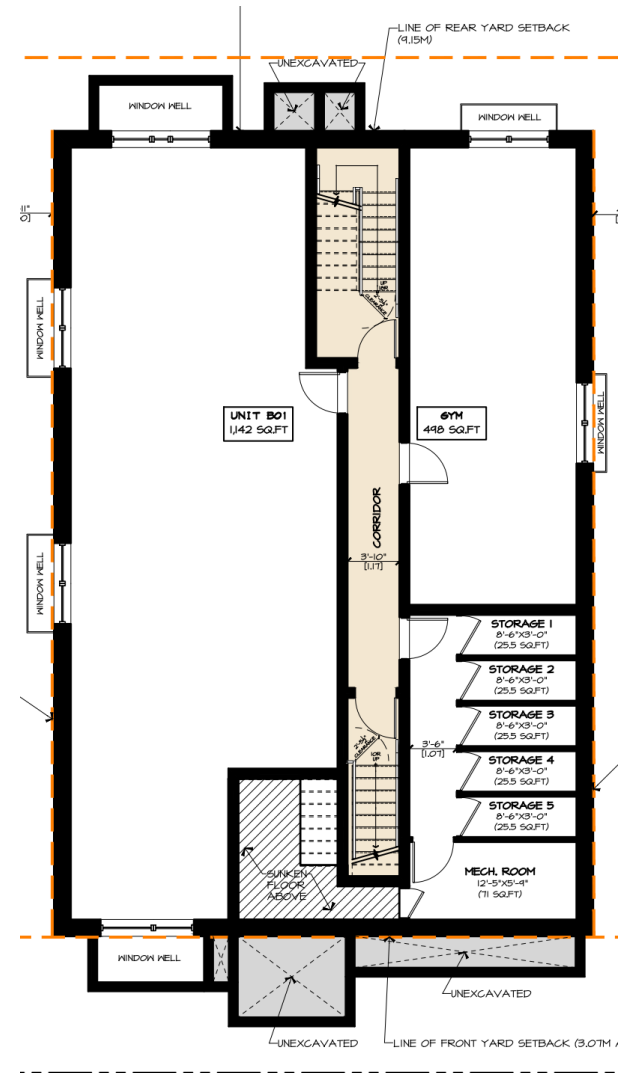 LINE OF REAR YARD SETBACK
(9.15M)
UNEXCAVATED
WINDOW WELL
WINDOW WELL
11"
0]
WINDOW WELL
UNIT B01
1,142 SQ.FT
GYM
498 SQ.FT
WINDOW WELL
CORRIDOR
3'-10"
[1.17]
WINDOW WELL
STORAGE 1
8'-6"X3'-0"
(25.5 SQ.FT)
STORAGE 2
8'-6"X3'-0"
(25.5 SQ.FT)
STORAGE 3
8'-6"X3'-0"
(25.5 SQ.FT)
3'-6"
[1.07]
STORAGE 4
8'-6"X3'-0"
(25.5 SQ.FT)
STORAGE 5
8'-6"X3'-0"
(25.5 SQ.FT)
10R
UP
CLEARANCE
SUNKEN
FLOOR
ABOVE
MECH. ROOM
12'-5"X5'-9"
(71 SQ.FT)
WINDOW WELL
UNEXCAVATED
UNEXCAVATED
LINE OF FRONT YARD SETBACK (3.07M